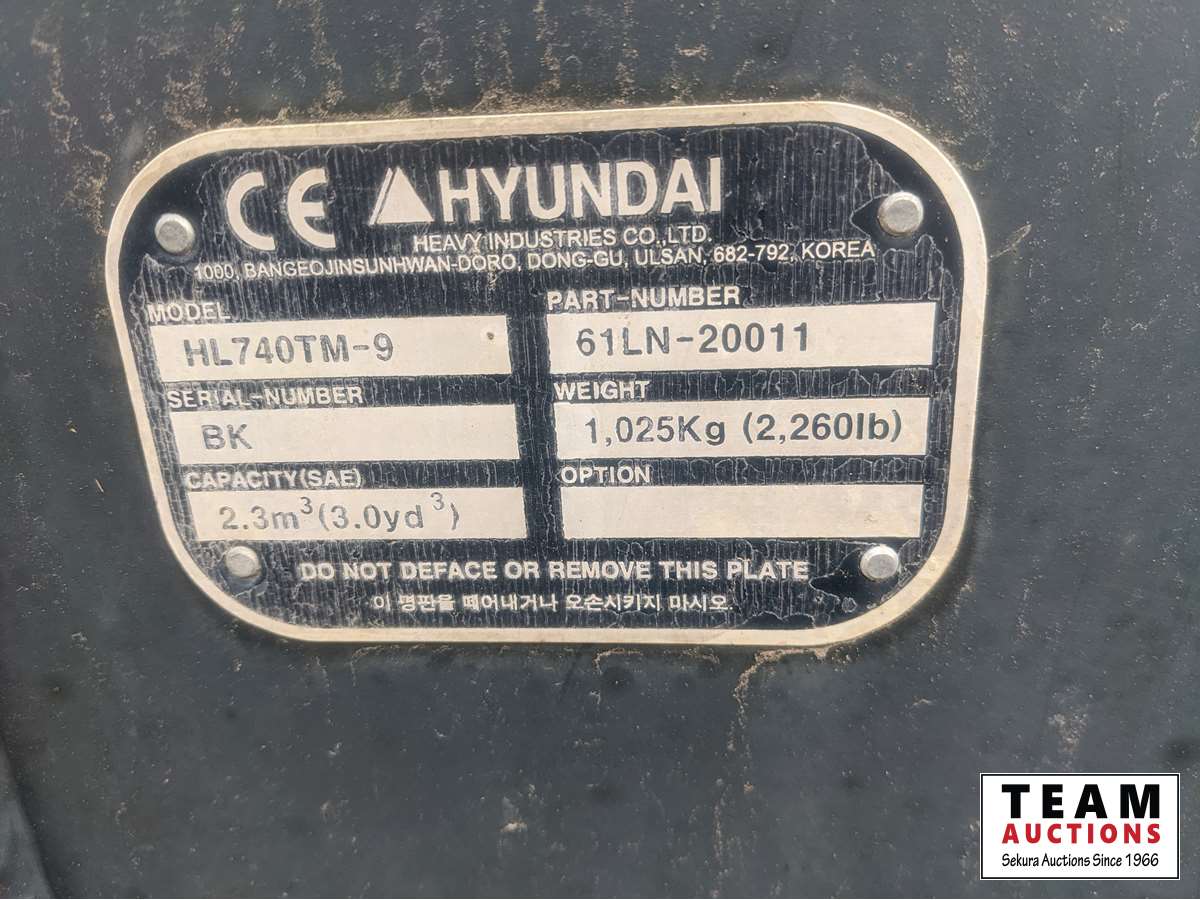 CE HYUNDAI
HEAVY INDUSTRIES CO.,LTD.
1000, BANGEOJINSUNHWAN-DORO, DONG-GU, ULSAN, 682-792, KOREA
MODEL
HL740TM-9
PART-NUMBER
61LN-20011
SERIAL-NUMBER
BK
WEIGHT
1,025Kg (2,260lb)
CAPACITY(SAE)
2.3m³(3.0yd³)
OPTION
DO NOT DEFACE OR REMOVE THIS PLATE
이 명판을 떼어내거나 오손시키지 마시오.
TEAM
AUCTIONS
Sekura Auctions Since 1966